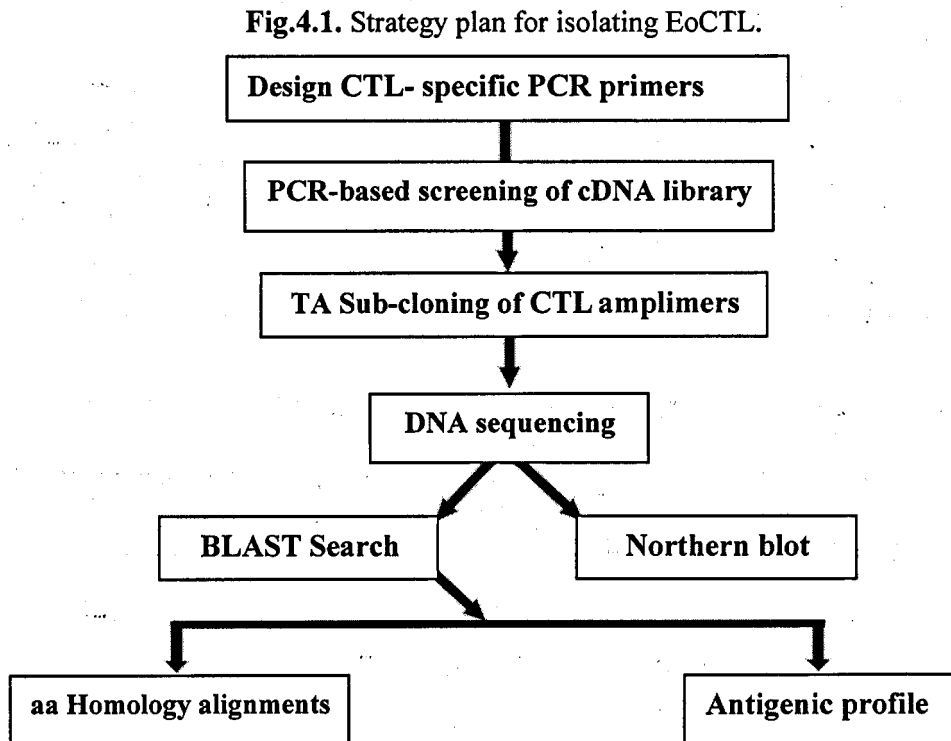 Fig.4.1. Strategy plan for isolating EoCTL.
Design CTL- specific PCR primers
PCR-based screening of cDNA library
TA Sub-cloning of CTL amplimers
DNA sequencing
BLAST Search
Northern blot
aa Homology alignments
Antigenic profile